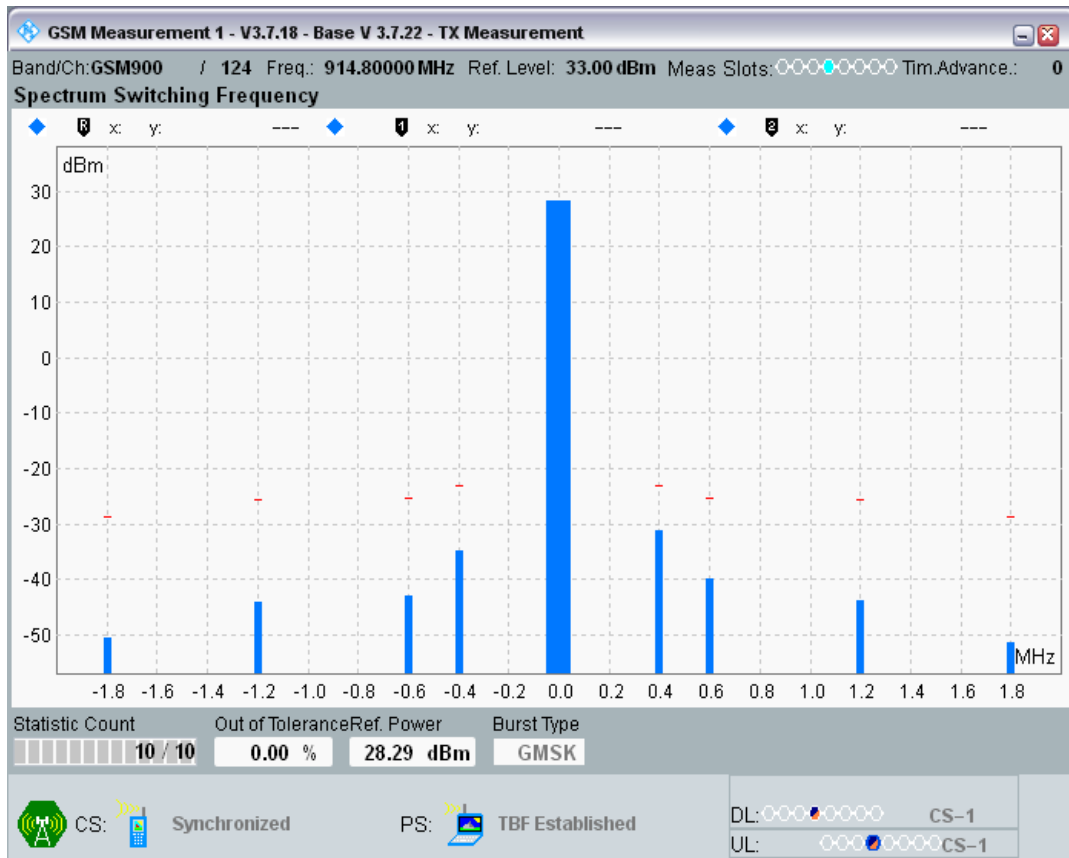 GSM Measurement 1 - V3.7.18 - Base V 3.7.22 - TX Measurement
Band/Ch:GSM900 / 124 Freq.: 914.80000 MHz Ref. Level: 33.00 dBm Meas Slots: Tim.Advance.: 0
Spectrum Switching Frequency
R x: y: --- 1 x: y: --- 2 x: y: ---
dBm
30
20
10
0
-10
-20
-30
-40
-50
MHz
-1.8 -1.6 -1.4 -1.2 -1.0 -0.8 -0.6 -0.4 -0.2 0.0 0.2 0.4 0.6 0.8 1.0 1.2 1.4 1.6 1.8
Statistic Count Out of Tolerance Ref. Power Burst Type
10 / 10 0.00 % 28.29 dBm GMSK
CS: Synchronized PS: TBF Established
DL: CS-1
UL: CS-1